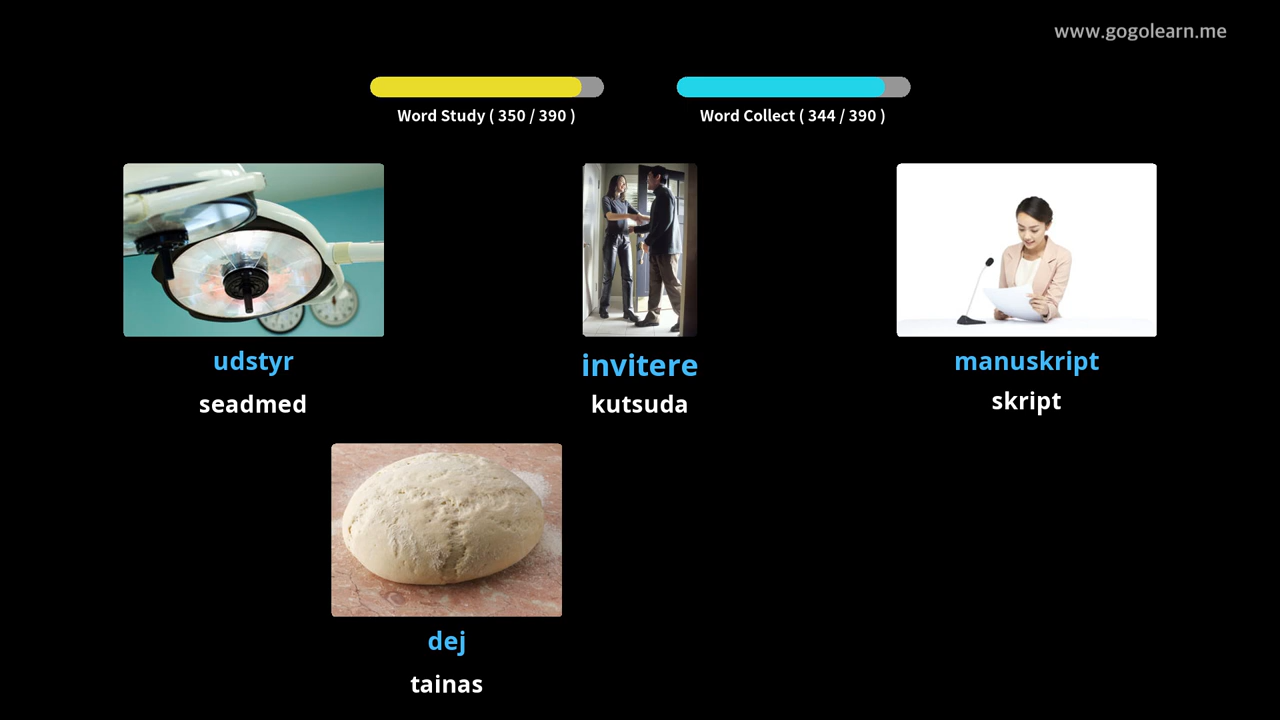 www.gogolearn.me
Word Study ( 350 / 390 )
Word Collect ( 344 / 390 )
udstyr
invitere
manuskript
seadmed
kutsuda
skript
dej
tainas